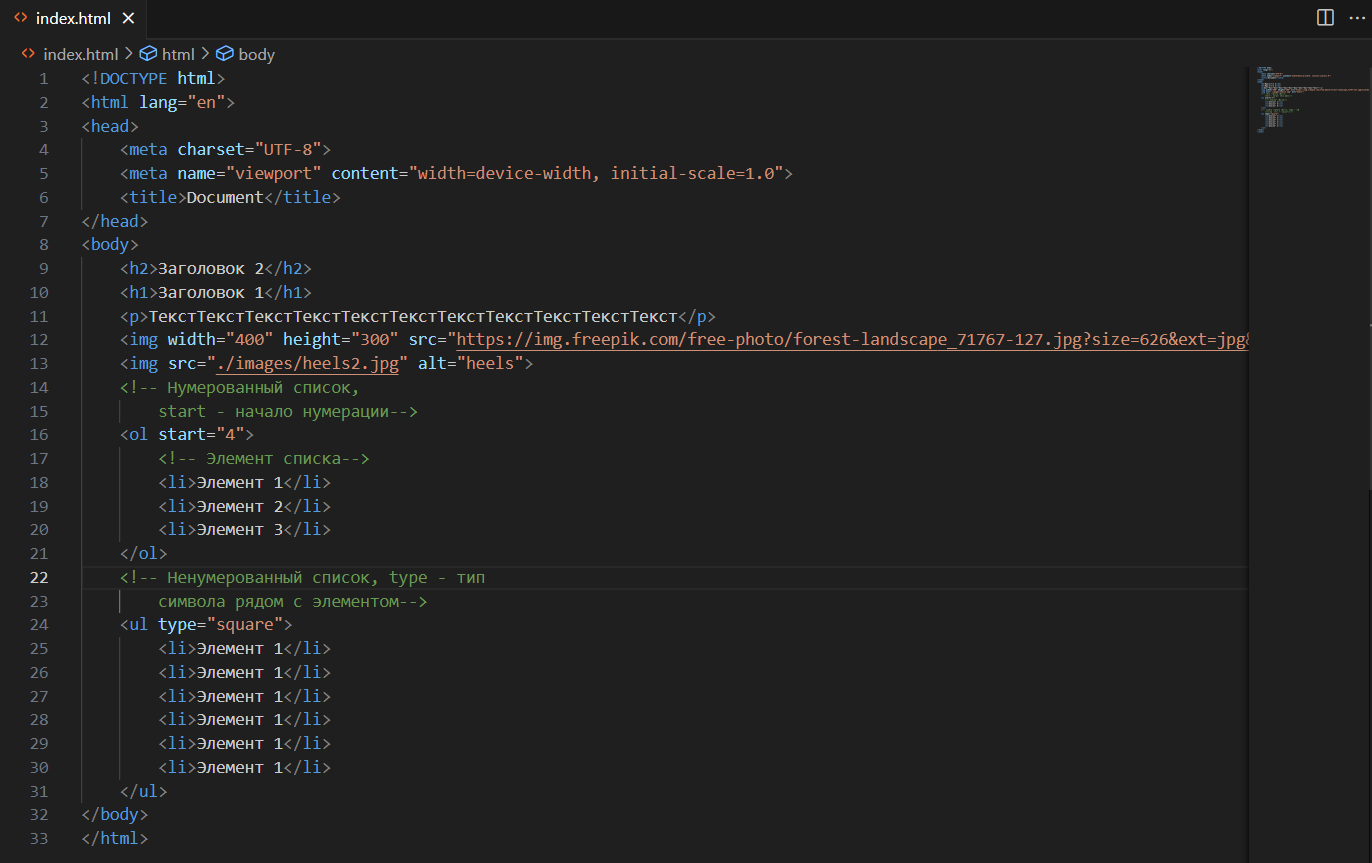 index.html
index.html > html > body
1 <!DOCTYPE html>
2 <html lang="en">
3 <head>
4 <meta charset="UTF-8">
5 <meta name="viewport" content="width=device-width, initial-scale=1.0">
6 <title>Document</title>
7 </head>
8 <body>
9 <h2>Заголовок 2</h2>
10 <h1>Заголовок 1</h1>
11 <p>ТекстТекстТекстТекстТекстТекстТекстТекстТекстТекстТекст</p>
12 <img width="400" height="300" src="https://img.freepik.com/free-photo/forest-landscape_71767-127.jpg?size=626&ext=jpg&
13 <img src="./images/heels2.jpg" alt="heels">
14 <!-- Нумерованный список,
15 start - начало нумерации-->
16 <ol start="4">
17 <!-- Элемент списка-->
18 <li>Элемент 1</li>
19 <li>Элемент 2</li>
20 <li>Элемент 3</li>
21 </ol>
22 <!-- Ненумерованный список, type - тип
23 символа рядом с элементом-->
24 <ul type="square">
25 <li>Элемент 1</li>
26 <li>Элемент 1</li>
27 <li>Элемент 1</li>
28 <li>Элемент 1</li>
29 <li>Элемент 1</li>
30 <li>Элемент 1</li>
31 </ul>
32 </body>
33 </html>